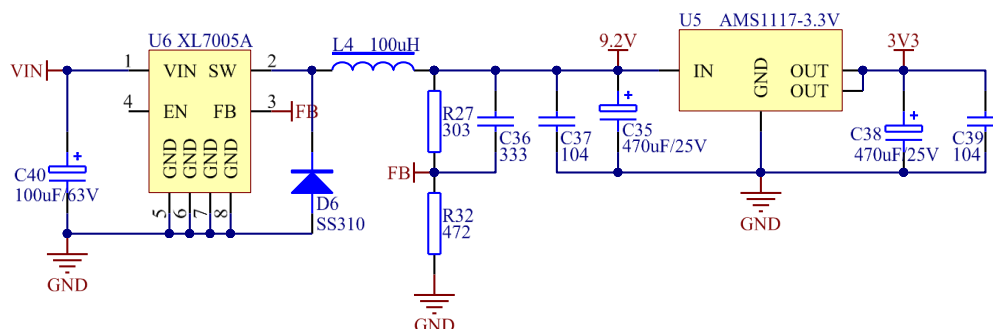 U6 XL7005A
VIN
1
VIN
SW
2
4
EN
FB
3
FB
GND
GND
GND
GND
5
6
7
8
C40
100uF/63V
GND
L4 100uH
D6
SS310
R27
303
FB
R32
472
GND
C36
333
C37
104
9.2V
C35
470uF/25V
U5 AMS1117-3.3V
IN
GND
OUT
OUT
GND
3V3
C38
470uF/25V
C39
104